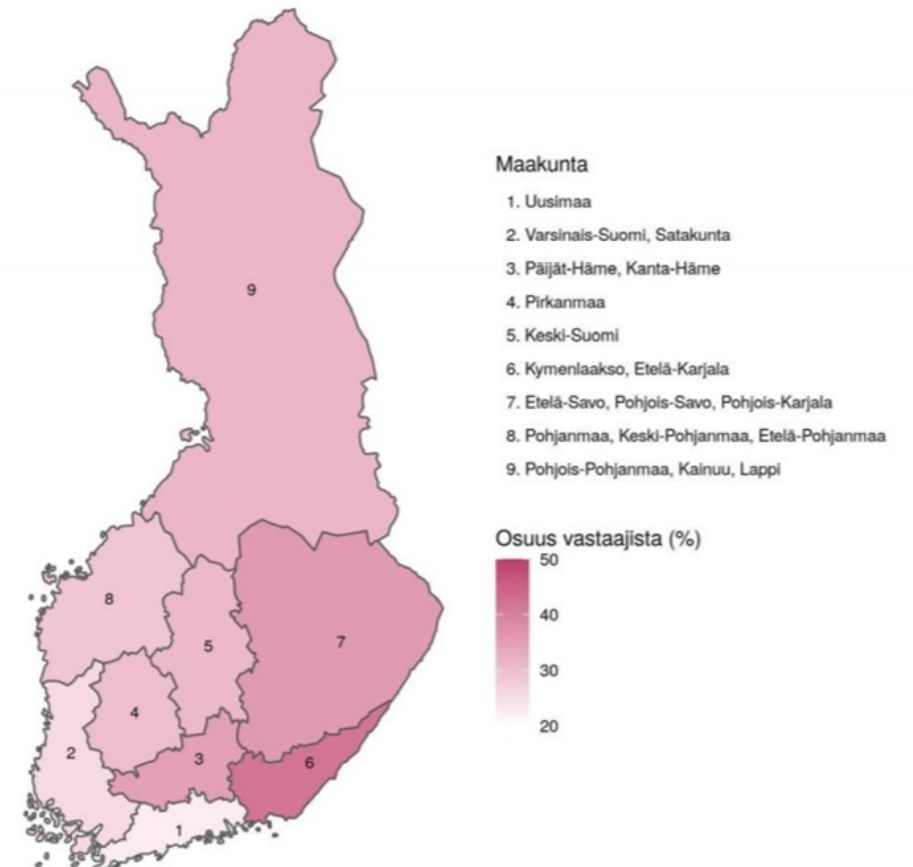 9
8
7
5
4
2
3
6
1
Maakunta
1. Uusimaa
2. Varsinais-Suomi, Satakunta
3. Päijät-Häme, Kanta-Häme
4. Pirkanmaa
5. Keski-Suomi
6. Kymenlaakso, Etelä-Karjala
7. Etelä-Savo, Pohjois-Savo, Pohjois-Karjala
8. Pohjanmaa, Keski-Pohjanmaa, Etelä-Pohjanmaa
9. Pohjois-Pohjanmaa, Kainuu, Lappi
Osuus vastaajista (%)
50
40
30
20